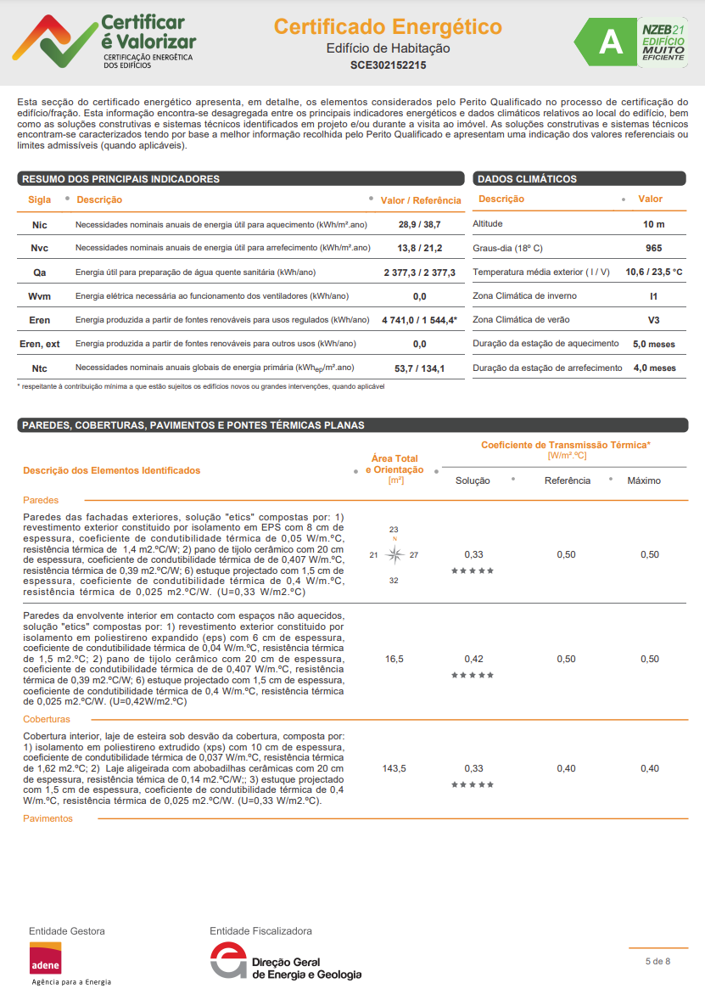 Certificar
é Valorizar
CERTIFICAÇÃO ENERGÉTICA
DOS EDIFÍCIOS
Certificado Energético
Edifício de Habitação
SCE302152215
A
NZEB21
EDIFÍCIO
MUITO
EFICIENTE
Esta secção do certificado energético apresenta, em detalhe, os elementos considerados pelo Perito Qualificado no processo de certificação do
edifício/fração. Esta informação encontra-se desagregada entre os principais indicadores energéticos e dados climáticos relativos ao local do edifício, bem
como as soluções construtivas e sistemas técnicos identificados em projeto e/ou durante a visita ao imóvel. As soluções construtivas e sistemas técnicos
encontram-se caracterizados tendo por base a melhor informação recolhida pelo Perito Qualificado e apresentam uma indicação dos valores referenciais ou
limites admissíveis (quando aplicáveis).
RESUMO DOS PRINCIPAIS INDICADORES
Sigla Descrição Valor / Referência
Nic Necessidades nominais anuais de energia útil para aquecimento (kWh/m².ano) 28,9 / 38,7
Nvc Necessidades nominais anuais de energia útil para arrefecimento (kWh/m².ano) 13,8 / 21,2
Qa Energia útil para preparação de água quente sanitária (kWh/ano) 2 377,3 / 2 377,3
Wvm Energia elétrica necessária ao funcionamento dos ventiladores (kWh/ano) 0,0
Eren Energia produzida a partir de fontes renováveis para usos regulados (kWh/ano) 4 741,0 / 1 544,4*
Eren, ext Energia produzida a partir de fontes renováveis para outros usos (kWh/ano) 0,0
Ntc Necessidades nominais anuais globais de energia primária (kWhep/m².ano) 53,7 / 134,1
* respeitante à contribuição mínima a que estão sujeitos os edifícios novos ou grandes intervenções, quando aplicável
DADOS CLIMÁTICOS
Descrição Valor
Altitude 10 m
Graus-dia (18º C) 965
Temperatura média exterior ( I / V) 10,6 / 23,5 °C
Zona Climática de inverno I1
Zona Climática de verão V3
Duração da estação de aquecimento 5,0 meses
Duração da estação de arrefecimento 4,0 meses
PAREDES, COBERTURAS, PAVIMENTOS E PONTES TÉRMICAS PLANAS
Descrição dos Elementos Identificados
Área Total
e Orientação
[m²]
Coeficiente de Transmissão Térmica*
[W/m².ºC]
Solução Referência Máximo
Paredes
Paredes das fachadas exteriores, solução "etics" compostas por: 1)
revestimento exterior constituido por isolamento em EPS com 8 cm de
espessura, coeficiente de condutibilidade térmica de 0,05 W/m.ºC,
resistência térmica de 1,4 m2.ºC/W; 2) pano de tijolo cerâmico com 20 cm
de espessura, coeficiente de condutibilidade térmica de de 0,407 W/m.ºC,
resistência térmica de 0,39 m2.ºC/W; 6) estuque projectado com 1,5 cm de
espessura, coeficiente de condutibilidade térmica de 0,4 W/m.ºC,
resistência térmica de 0,025 m2.ºC/W. (U=0,33 W/m2.ºC)
23
N
21 27
32
0,33 0,50 0,50
★★★★★
Paredes da envolvente interior em contacto com espaços não aquecidos,
solução "etics" compostas por: 1) revestimento exterior constituido por
isolamento em poliestireno expandido (eps) com 6 cm de espessura,
coeficiente de condutibilidade térmica de 0,04 W/m.ºC, resistência térmica
de 1,5 m2.ºC; 2) pano de tijolo cerâmico com 20 cm de espessura,
coeficiente de condutibilidade térmica de de 0,407 W/m.ºC, resistência
térmica de 0,39 m2.ºC/W; 6) estuque projectado com 1,5 cm de espessura,
coeficiente de condutibilidade térmica de 0,4 W/m.ºC, resistência térmica
de 0,025 m2.ºC/W. (U=0,42W/m2.ºC)
16,5 0,42 0,50 0,50
★★★★★
Coberturas
Cobertura interior, laje de esteira sob desvão da cobertura, composta por:
1) isolamento em poliestireno extrudido (xps) com 10 cm de espessura,
coeficiente de condutibilidade térmica de 0,037 W/m.ºC, resistência térmica
de 1,62 m2.ºC; 2) Laje aligeirada com abobadilhas cerâmicas com 20 cm
de espessura, resistência témica de 0,14 m2.ºC/W;; 3) estuque projectado
com 1,5 cm de espessura, coeficiente de condutibilidade térmica de 0,4
W/m.ºC, resistência térmica de 0,025 m2.ºC/W. (U=0,33 W/m2.ºC).
143,5 0,33 0,40 0,40
★★★★★
Pavimentos
Entidade Gestora
adene
Agência para a Energia
Entidade Fiscalizadora
Direção Geral
de Energia e Geologia
5 de 8